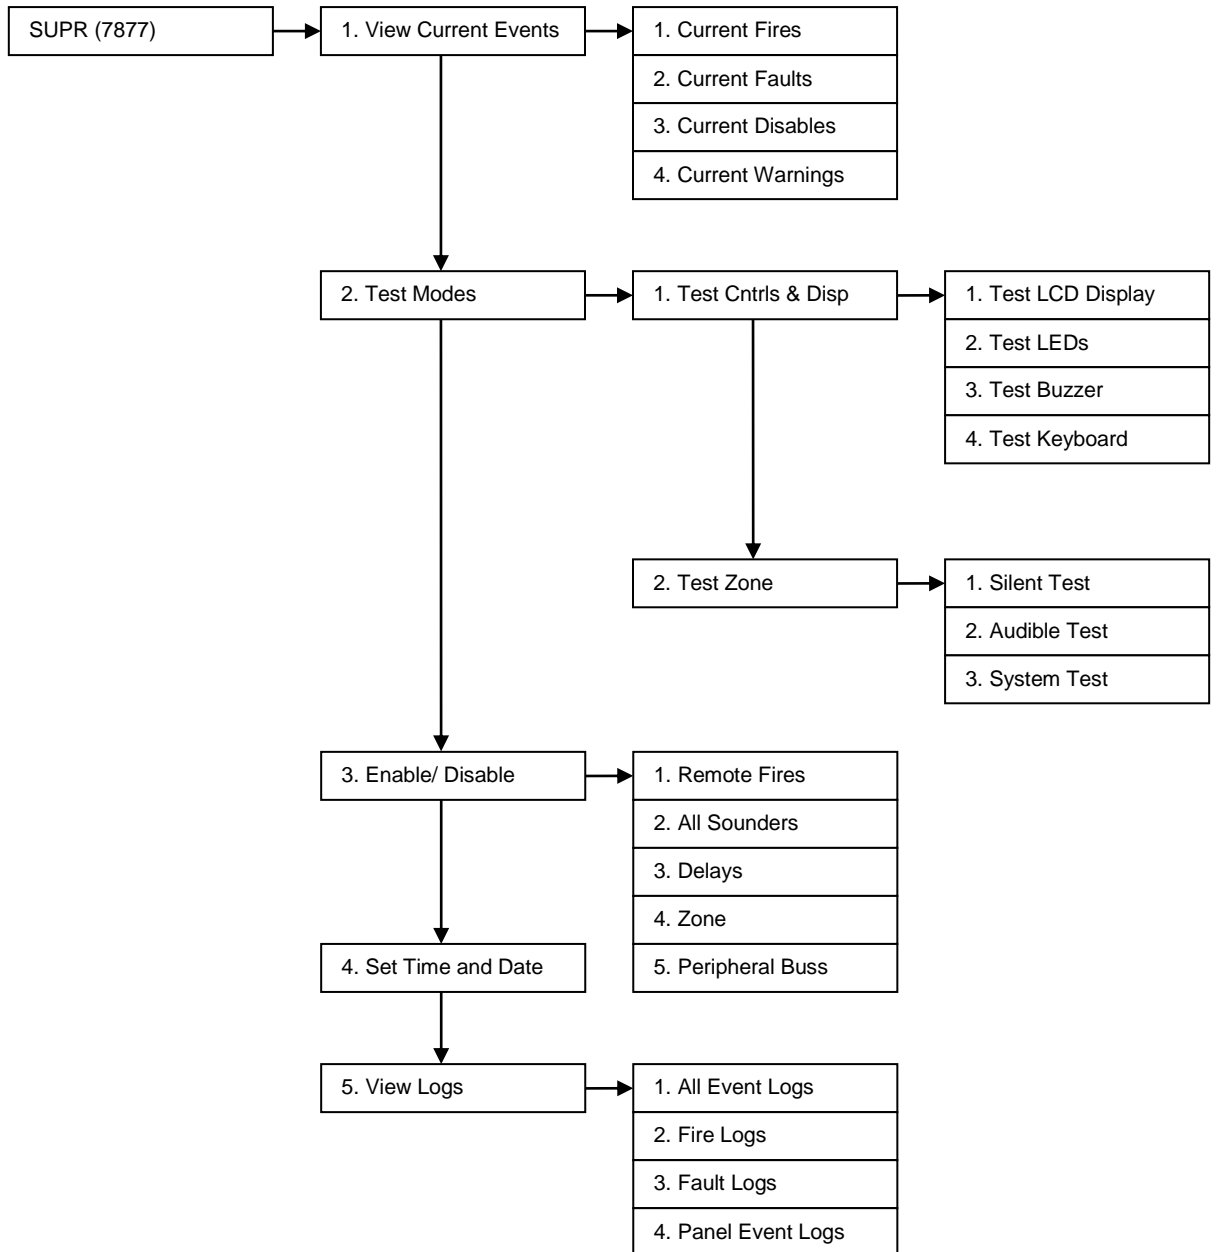 SUPR (7877)
1. View Current Events
1. Current Fires
2. Current Faults
3. Current Disables
4. Current Warnings
2. Test Modes
1. Test Cntrls & Disp
1. Test LCD Display
2. Test LEDs
3. Test Buzzer
4. Test Keyboard
2. Test Zone
1. Silent Test
2. Audible Test
3. System Test
3. Enable/ Disable
1. Remote Fires
2. All Sounders
3. Delays
4. Zone
5. Peripheral Buss
4. Set Time and Date
5. View Logs
1. All Event Logs
2. Fire Logs
3. Fault Logs
4. Panel Event Logs